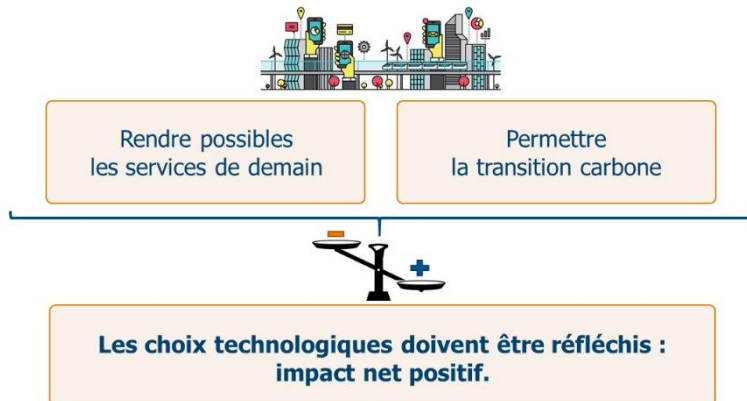 Rendre possibles
les services de demain
Permettre
la transition carbone
Les choix technologiques doivent être réfléchis :
impact net positif.